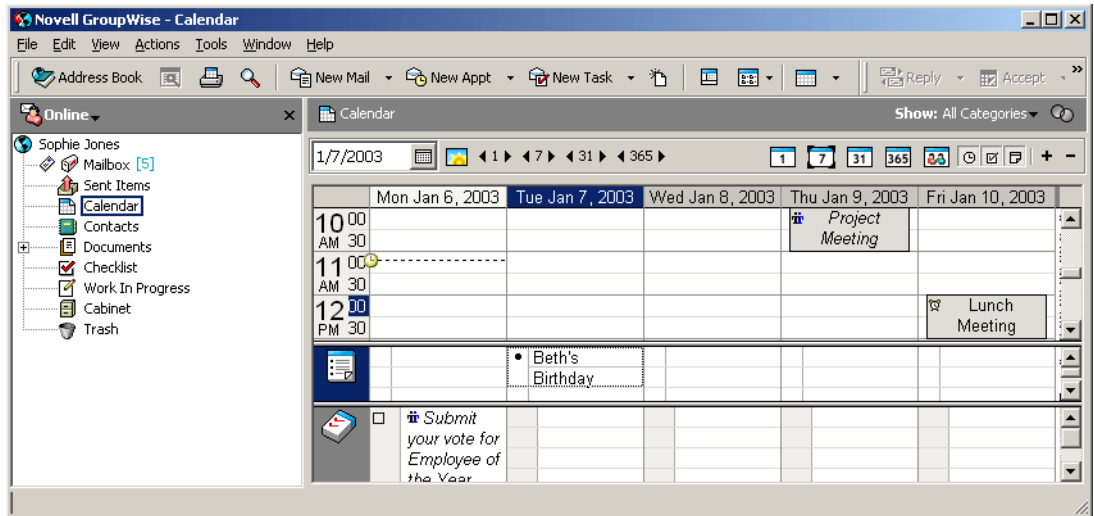 Novell GroupWise - Calendar
File Edit View Actions Tools Window Help
Address Book New Mail New Appt New Task Reply Accept »
Online Calendar Show: All Categories
Sophie Jones
Mailbox [5]
Sent Items
Calendar
Contacts
Documents
Checklist
Work In Progress
Cabinet
Trash
1/7/2003 1 7 31 365 1 7 31 365 + -
Mon Jan 6, 2003 Tue Jan 7, 2003 Wed Jan 8, 2003 Thu Jan 9, 2003 Fri Jan 10, 2003
10 00
AM 30
11 00
AM 30
12 00
PM 30
Project
Meeting
Lunch
Meeting
• Beth's
Birthday
Submit
your vote for
Employee of
the Year